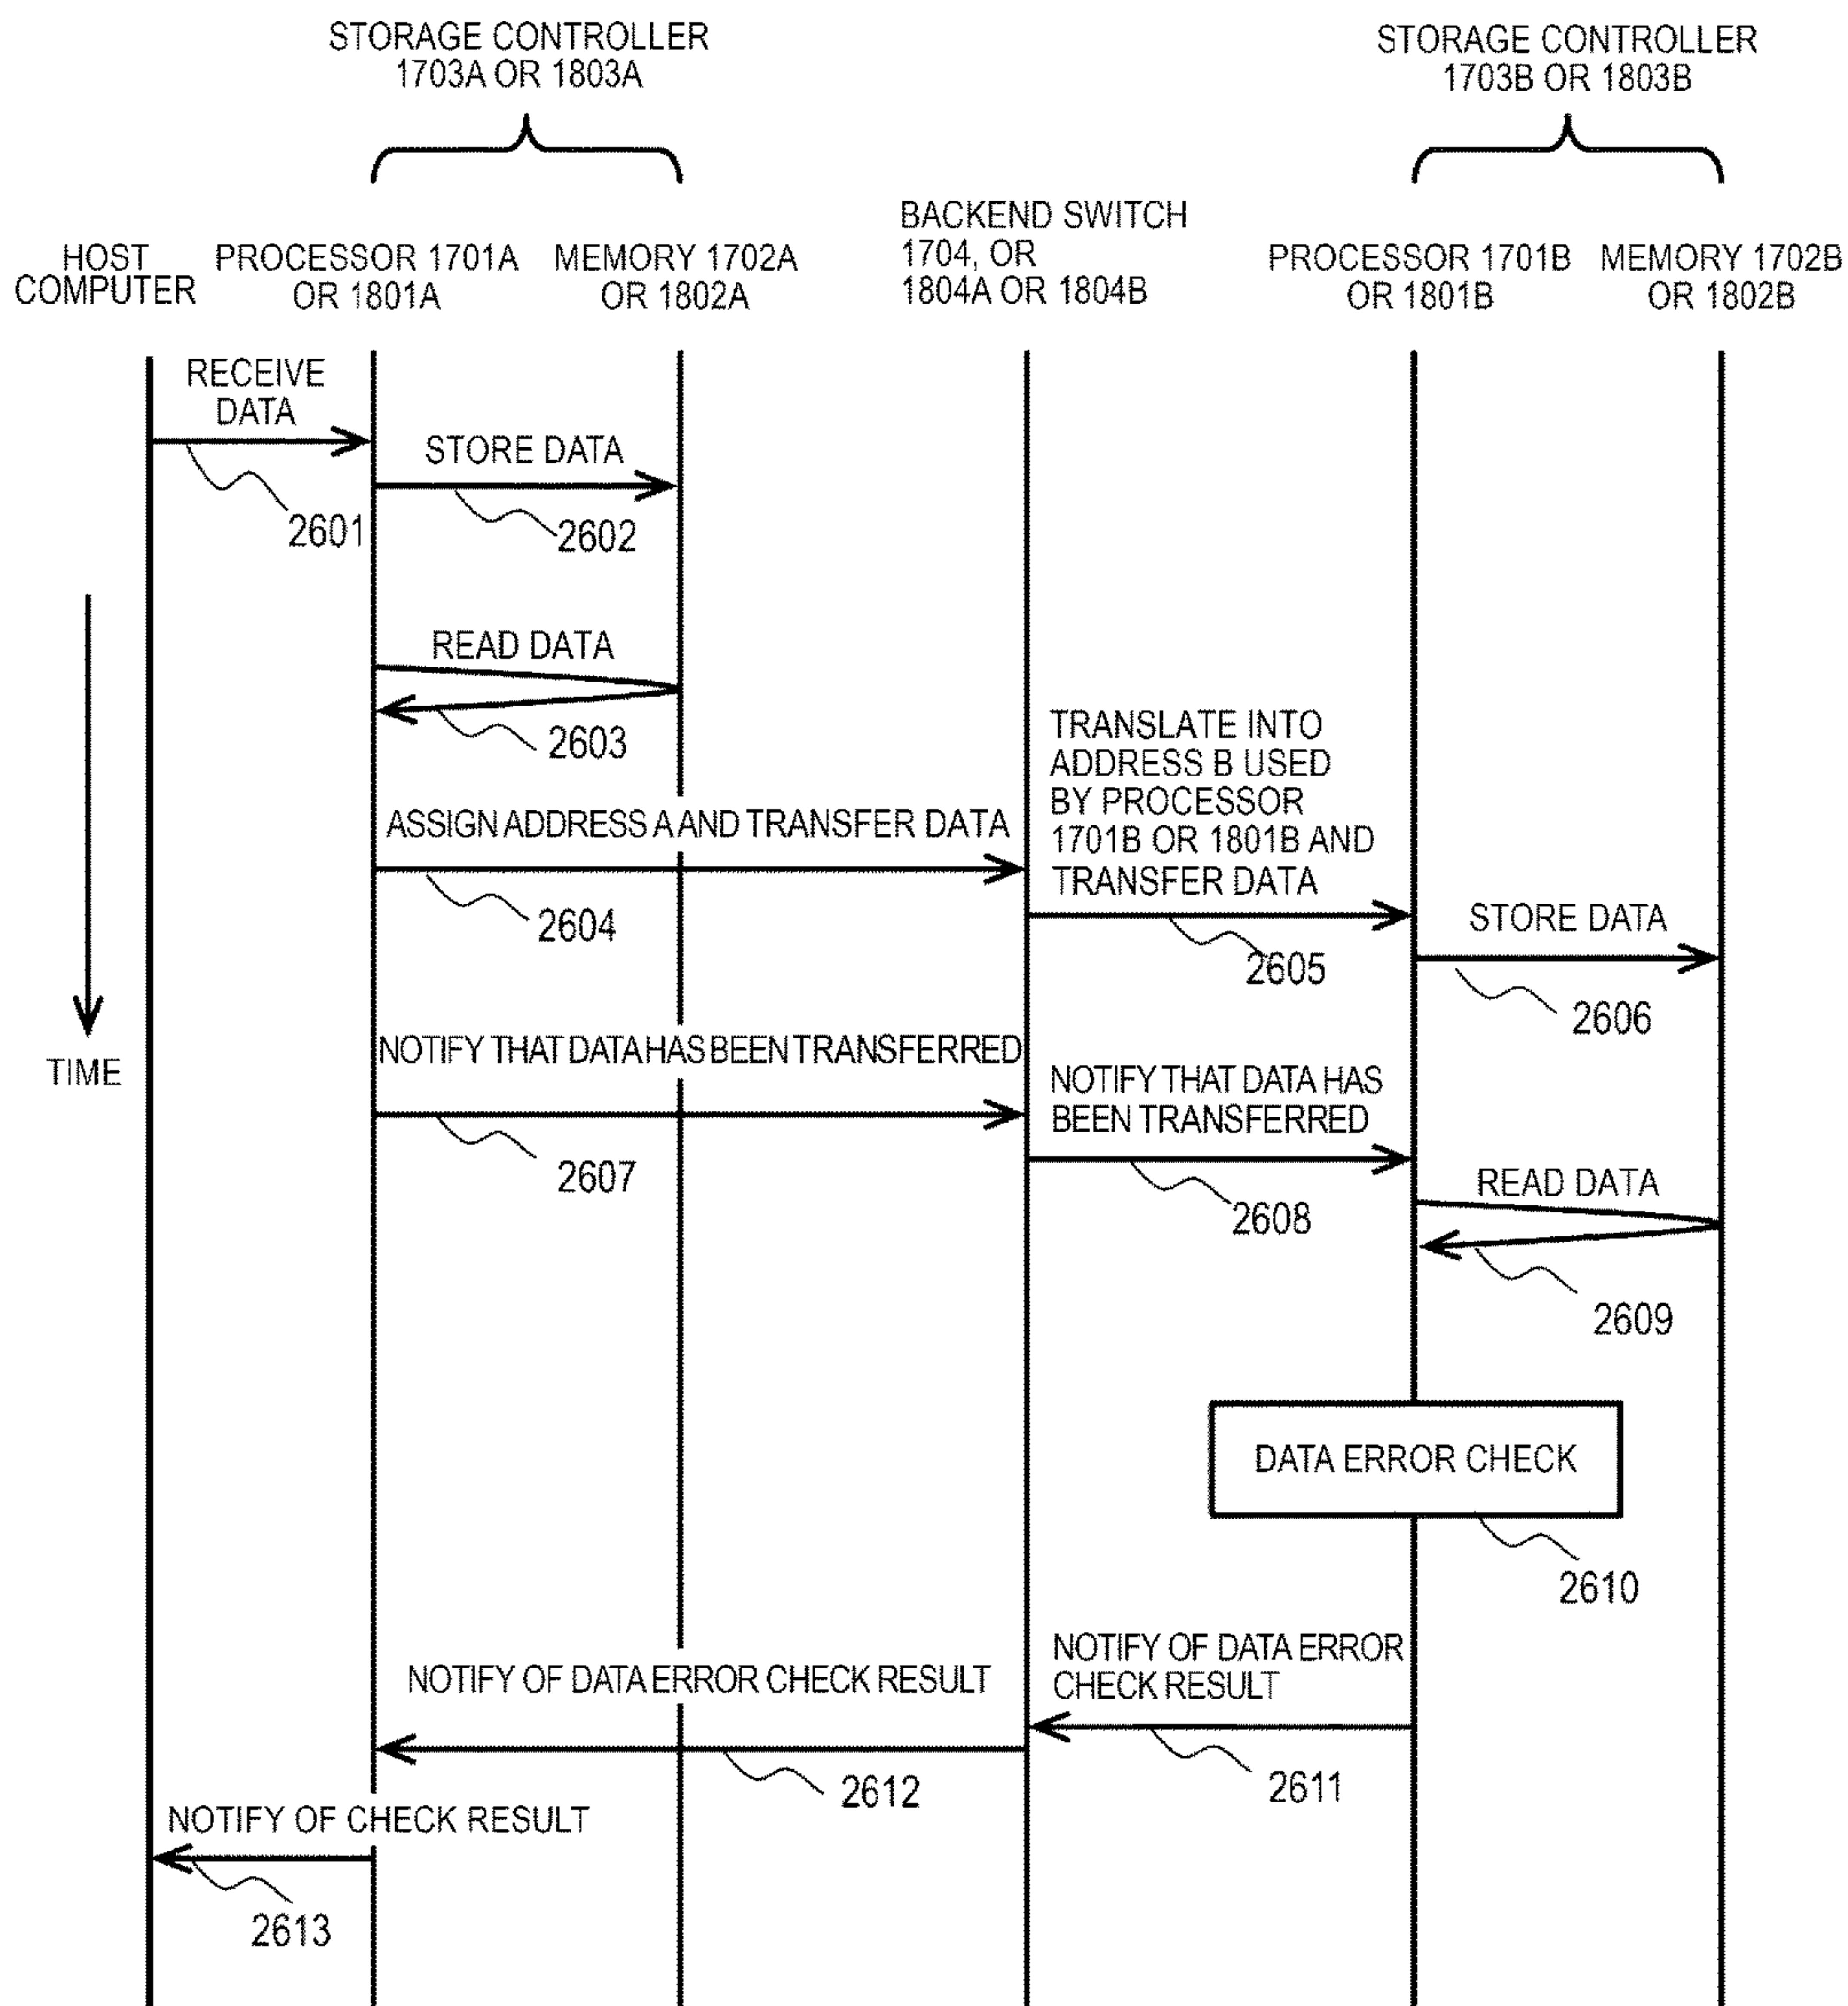 STORAGE CONTROLLER
1703A OR 1803A
STORAGE CONTROLLER
1703B OR 1803B
HOST
COMPUTER
PROCESSOR 1701A
OR 1801A
MEMORY 1702A
OR 1802A
BACKEND SWITCH
1704, OR
1804A OR 1804B
PROCESSOR 1701B
OR 1801B
MEMORY 1702B
OR 1802B
RECEIVE
DATA
2601
STORE DATA
2602
READ DATA
2603
ASSIGN ADDRESS A AND TRANSFER DATA
2604
TRANSLATE INTO
ADDRESS B USED
BY PROCESSOR
1701B OR 1801B AND
TRANSFER DATA
2605
STORE DATA
2606
TIME
NOTIFY THAT DATA HAS BEEN TRANSFERRED
2607
NOTIFY THAT DATA HAS
BEEN TRANSFERRED
2608
READ DATA
2609
DATA ERROR CHECK
2610
NOTIFY OF DATA ERROR
CHECK RESULT
2611
NOTIFY OF DATA ERROR CHECK RESULT
2612
NOTIFY OF CHECK RESULT
2613